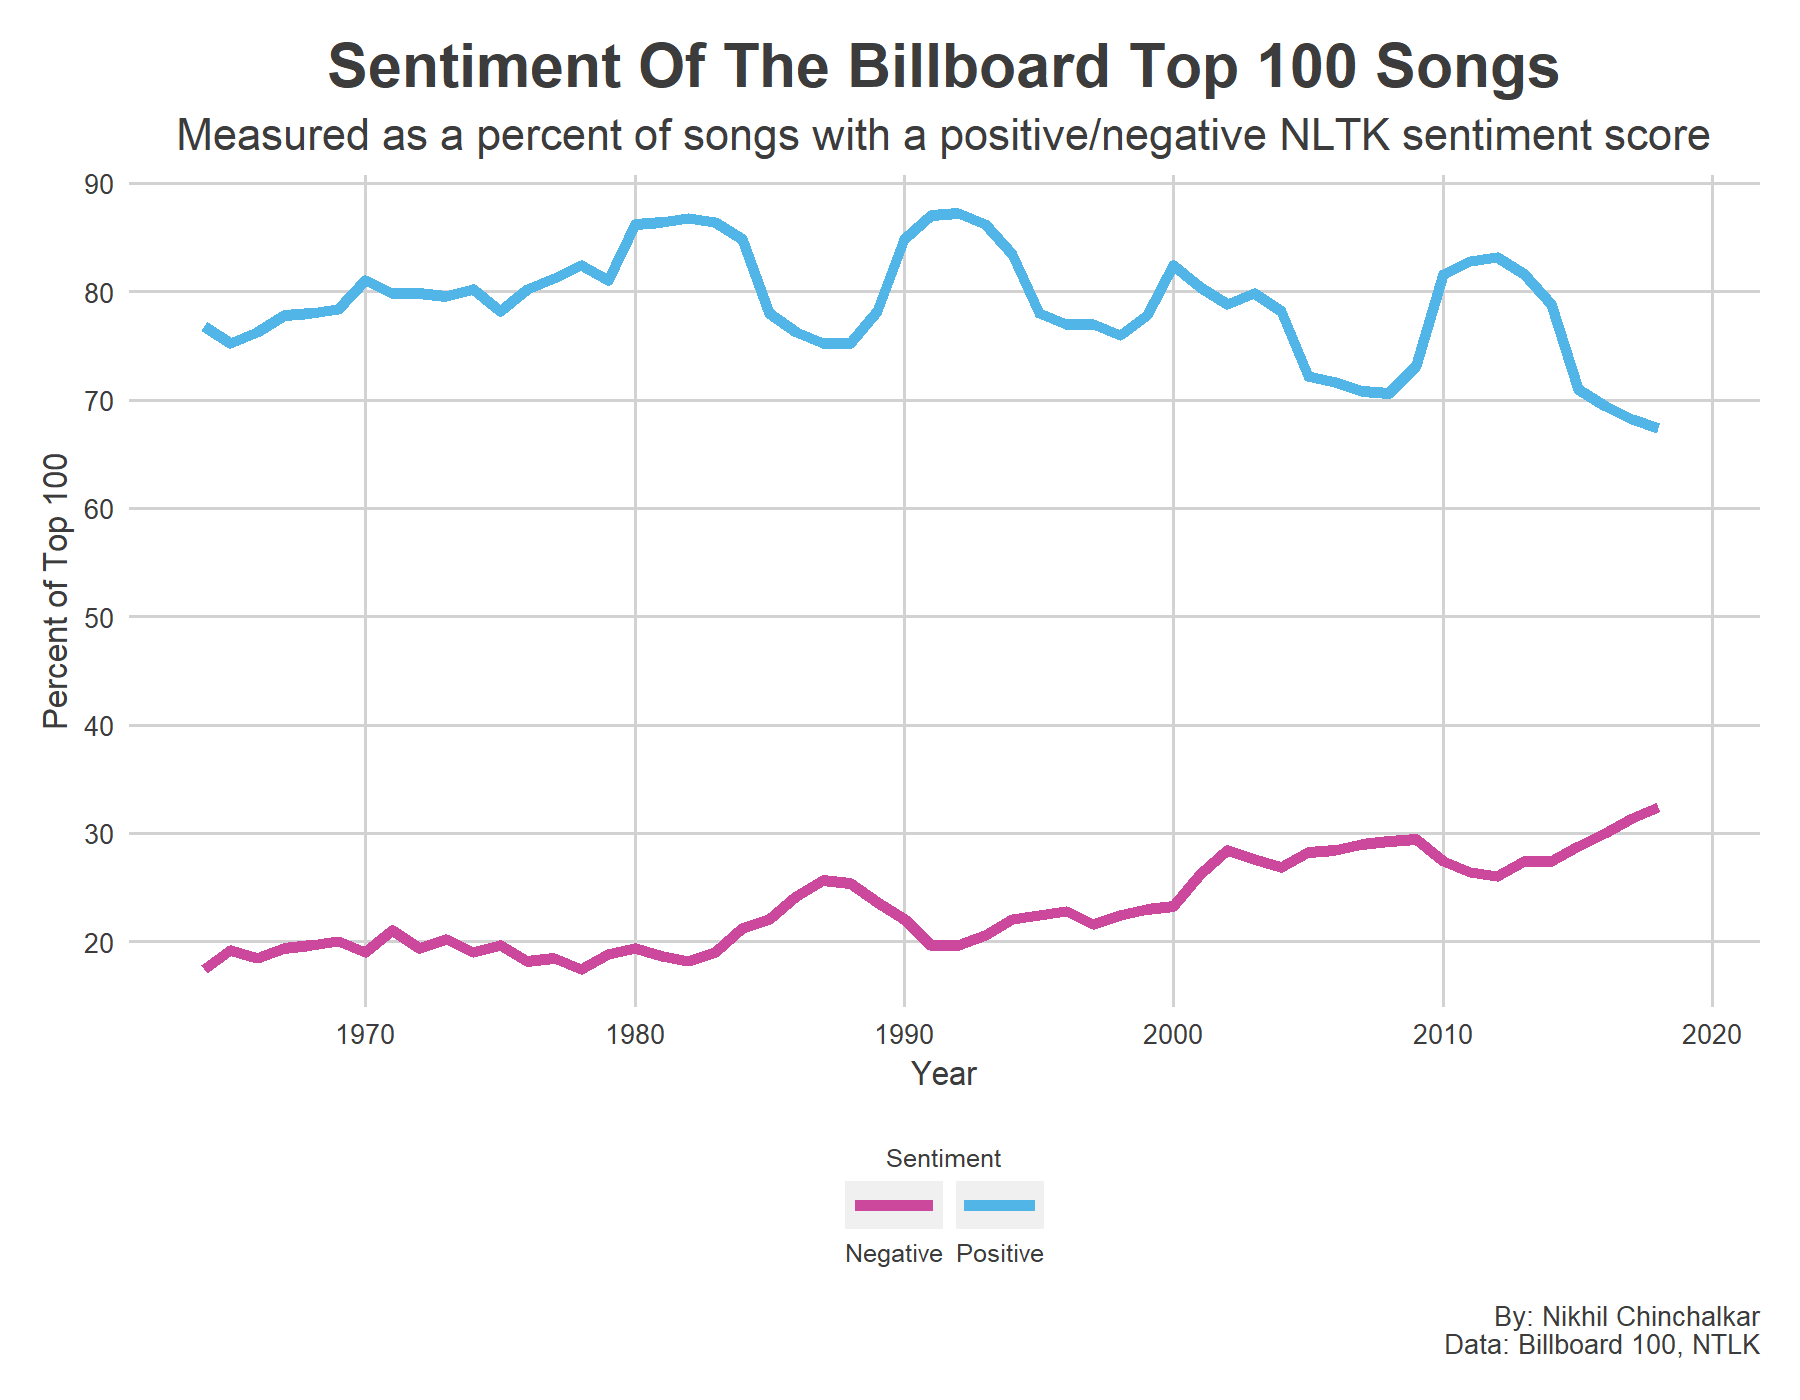 Sentiment Of The Billboard Top 100 Songs
Measured as a percent of songs with a positive/negative NLTK sentiment score
90
80
70
60
50
40
30
20
Percent of Top 100
1970 1980 1990 2000 2010 2020
Year
Sentiment
Negative Positive
By: Nikhil Chinchalkar
Data: Billboard 100, NTLK